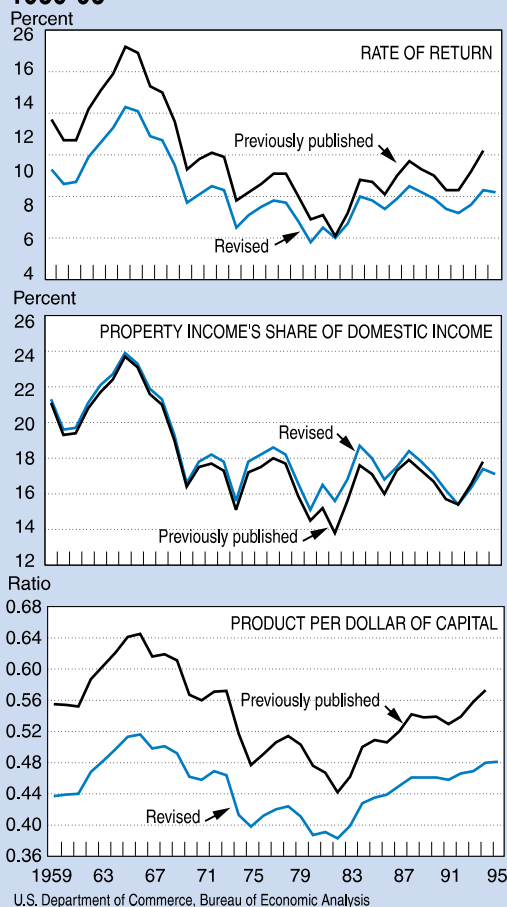 1959-95
Percent
26
RATE OF RETURN
16
14
12
Previously published
10
8
Revised
6
4
Percent
26
PROPERTY INCOME'S SHARE OF DOMESTIC INCOME
24
22
20
Revised
18
16
Previously published
14
12
Ratio
0.68
PRODUCT PER DOLLAR OF CAPITAL
0.64
0.60
0.56
Previously published
0.52
0.48
0.44
Revised
0.40
0.36
1959 63 67 71 75 79 83 87 91 95
U.S. Department of Commerce, Bureau of Economic Analysis